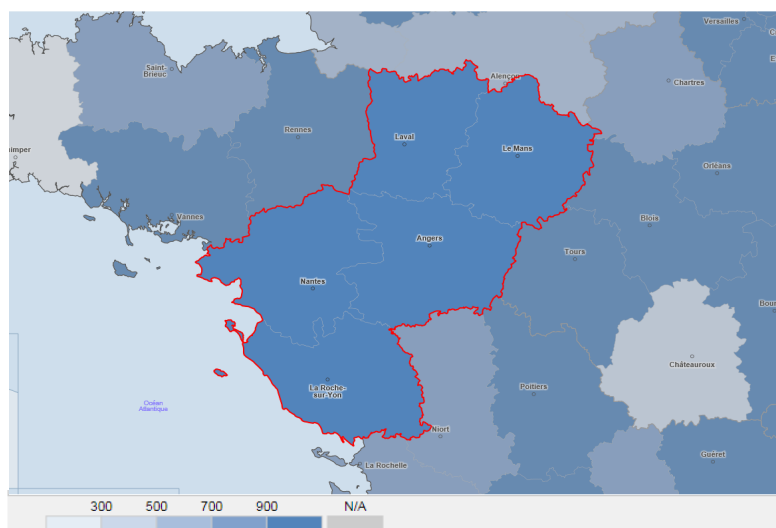 Versailles
Saint-
Brieuc
Alençon
Chartres
Rennes
Laval
Le Mans
Orléans
Vannes
Blois
Angers
Tours
Nantes
Châteauroux
La Roche-
sur-Yon
Poitiers
Océan
Atlantique
Niort
La Rochelle
Guéret
300 500 700 900 N/A